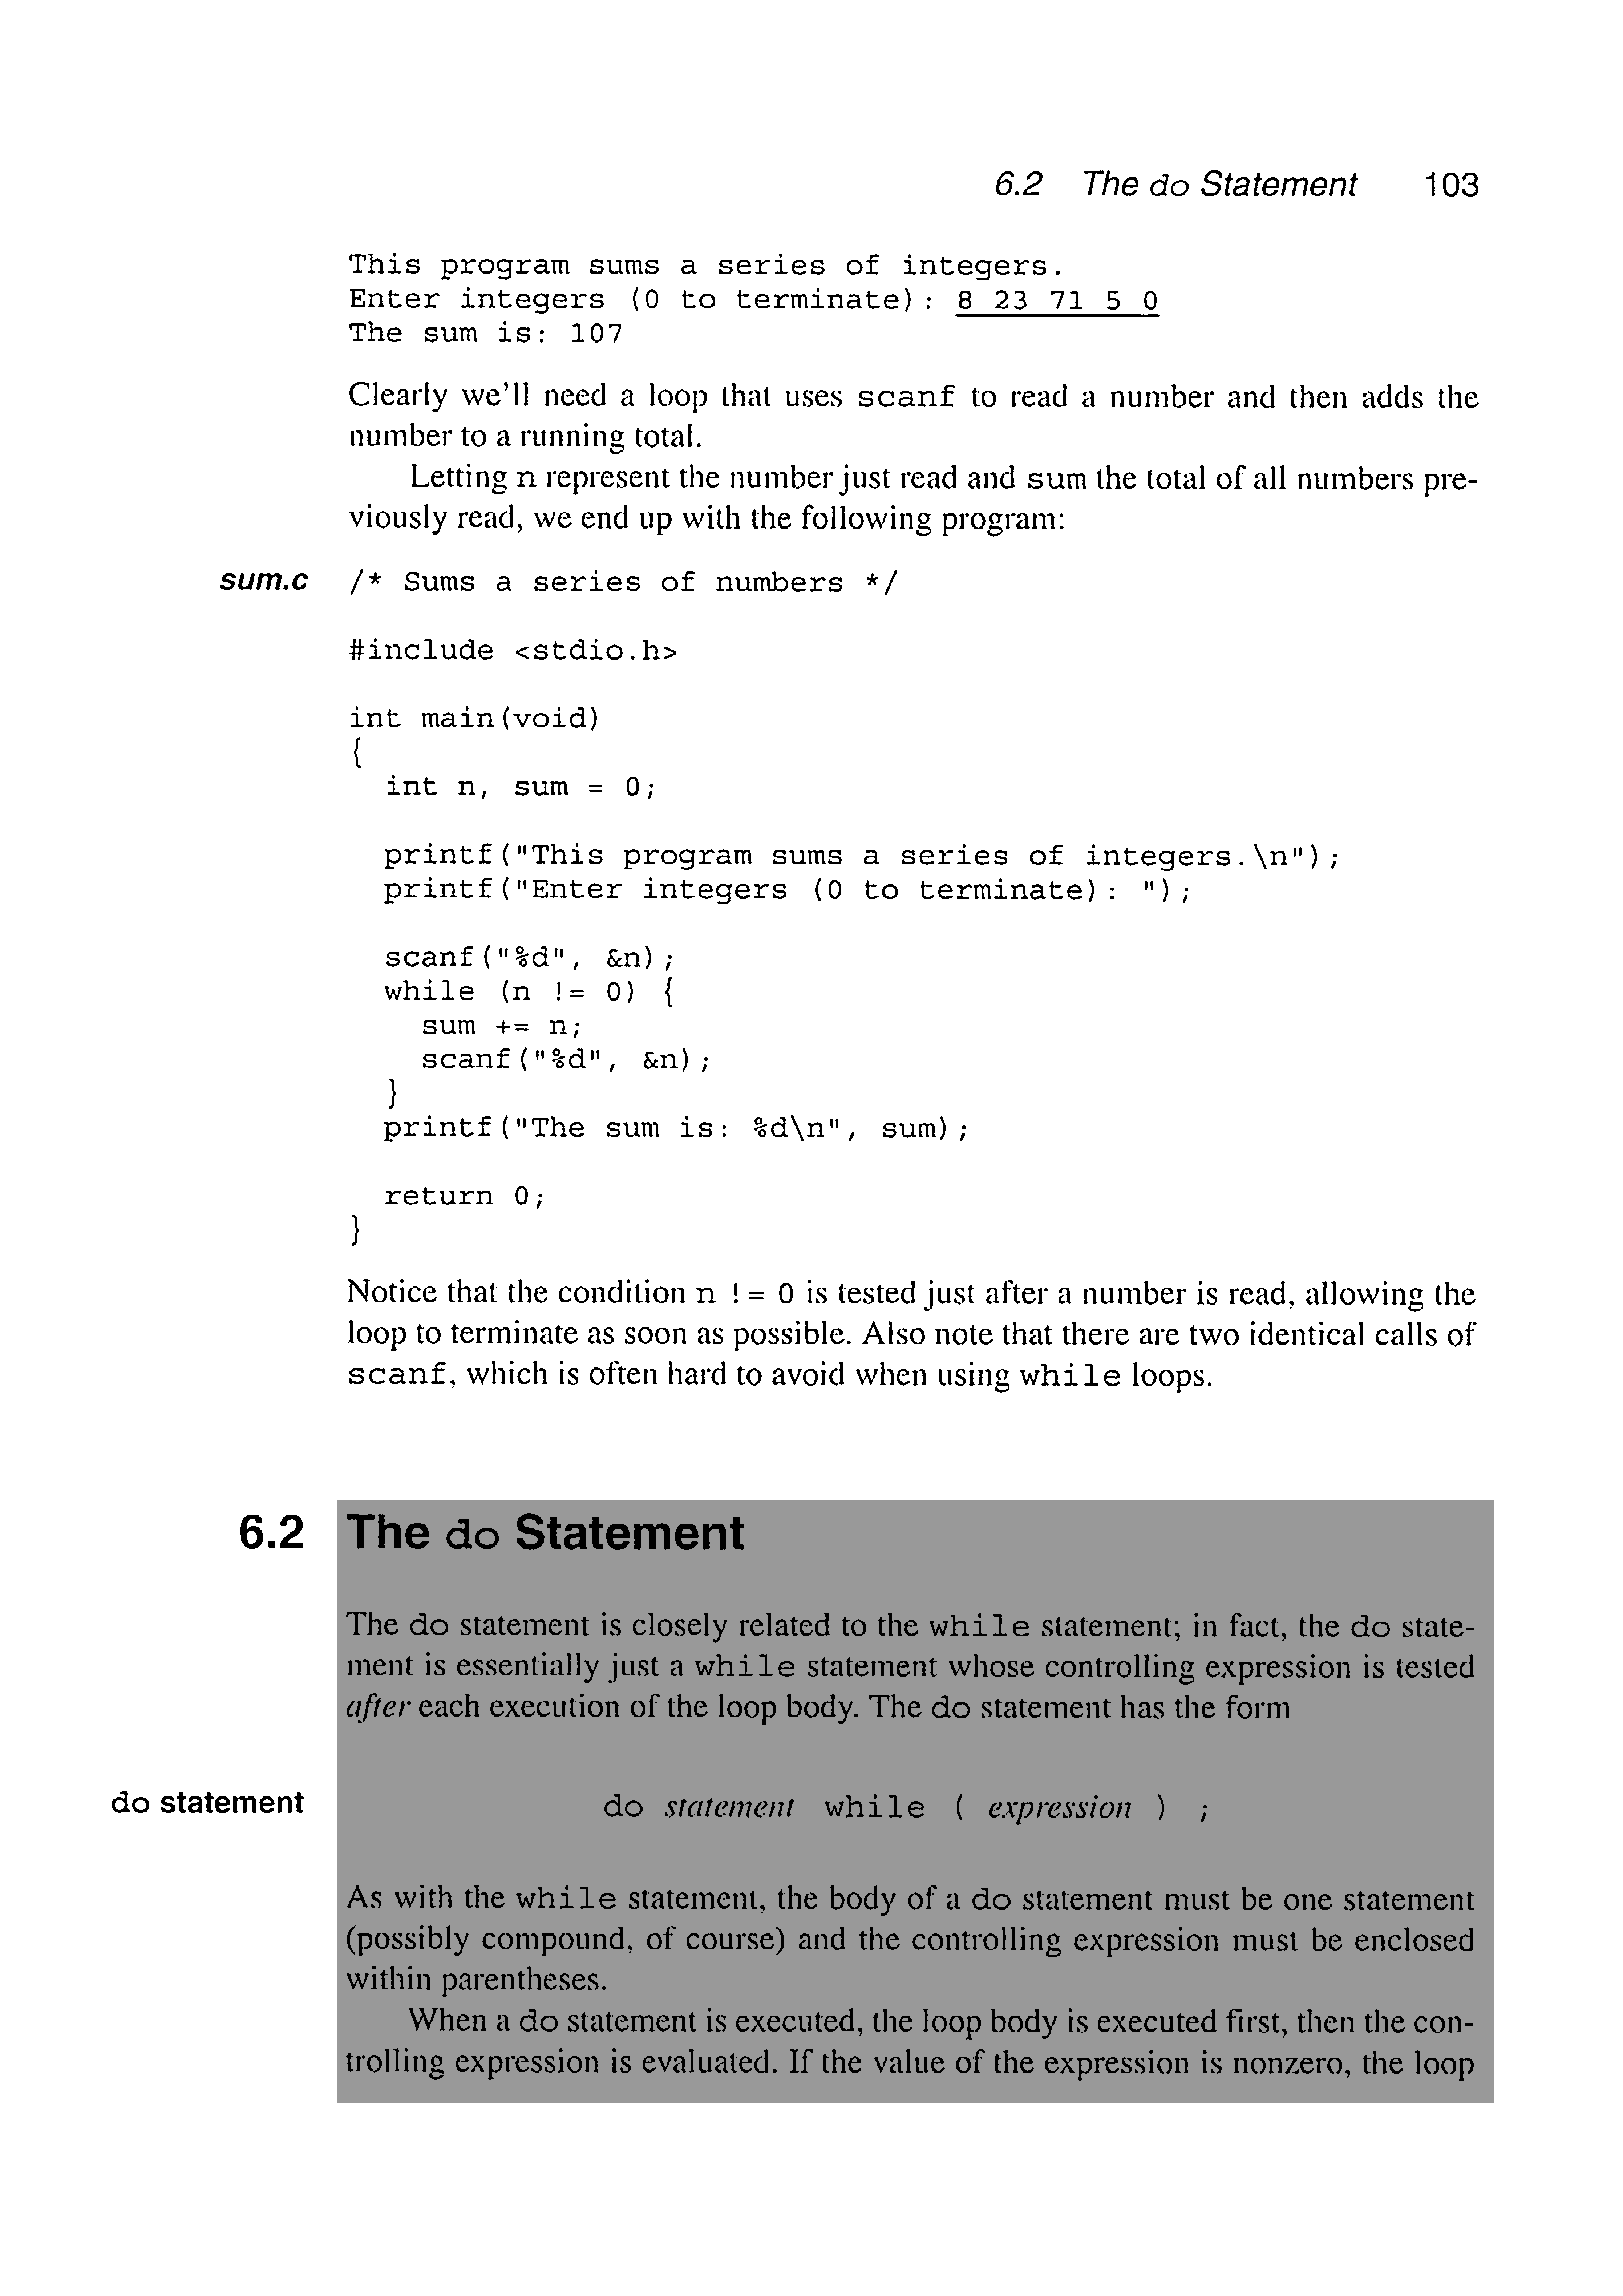 6.2 The do Statement 103
This program sums a series of integers.
Enter integers (0 to terminate): 8 23 71 5 0
The sum is: 107
Clearly we'll need a loop that uses scanf to read a number and then adds the
number to a running total.
Letting n represent the number just read and sum the total of all numbers pre-
viously read, we end up with the following program:
sum.c /* Sums a series of numbers */
#include <stdio.h>
int main(void)
{
int n, sum = 0;
printf("This program sums a series of integers.\n");
printf("Enter integers (0 to terminate): ");
scanf("%d", &n);
while (n != 0) {
sum += n;
scanf("%d", &n);
}
printf("The sum is: %d\n", sum);
return 0;
}
Notice that the condition n != 0 is tested just after a number is read, allowing the
loop to terminate as soon as possible. Also note that there are two identical calls of
scanf, which is often hard to avoid when using while loops.
6.2 The do Statement
The do statement is closely related to the while statement; in fact, the do state-
ment is essentially just a while statement whose controlling expression is tested
after each execution of the loop body. The do statement has the form
do statement do statement while ( expression ) ;
As with the while statement, the body of a do statement must be one statement
(possibly compound, of course) and the controlling expression must be enclosed
within parentheses.
When a do statement is executed, the loop body is executed first, then the con-
trolling expression is evaluated. If the value of the expression is nonzero, the loop